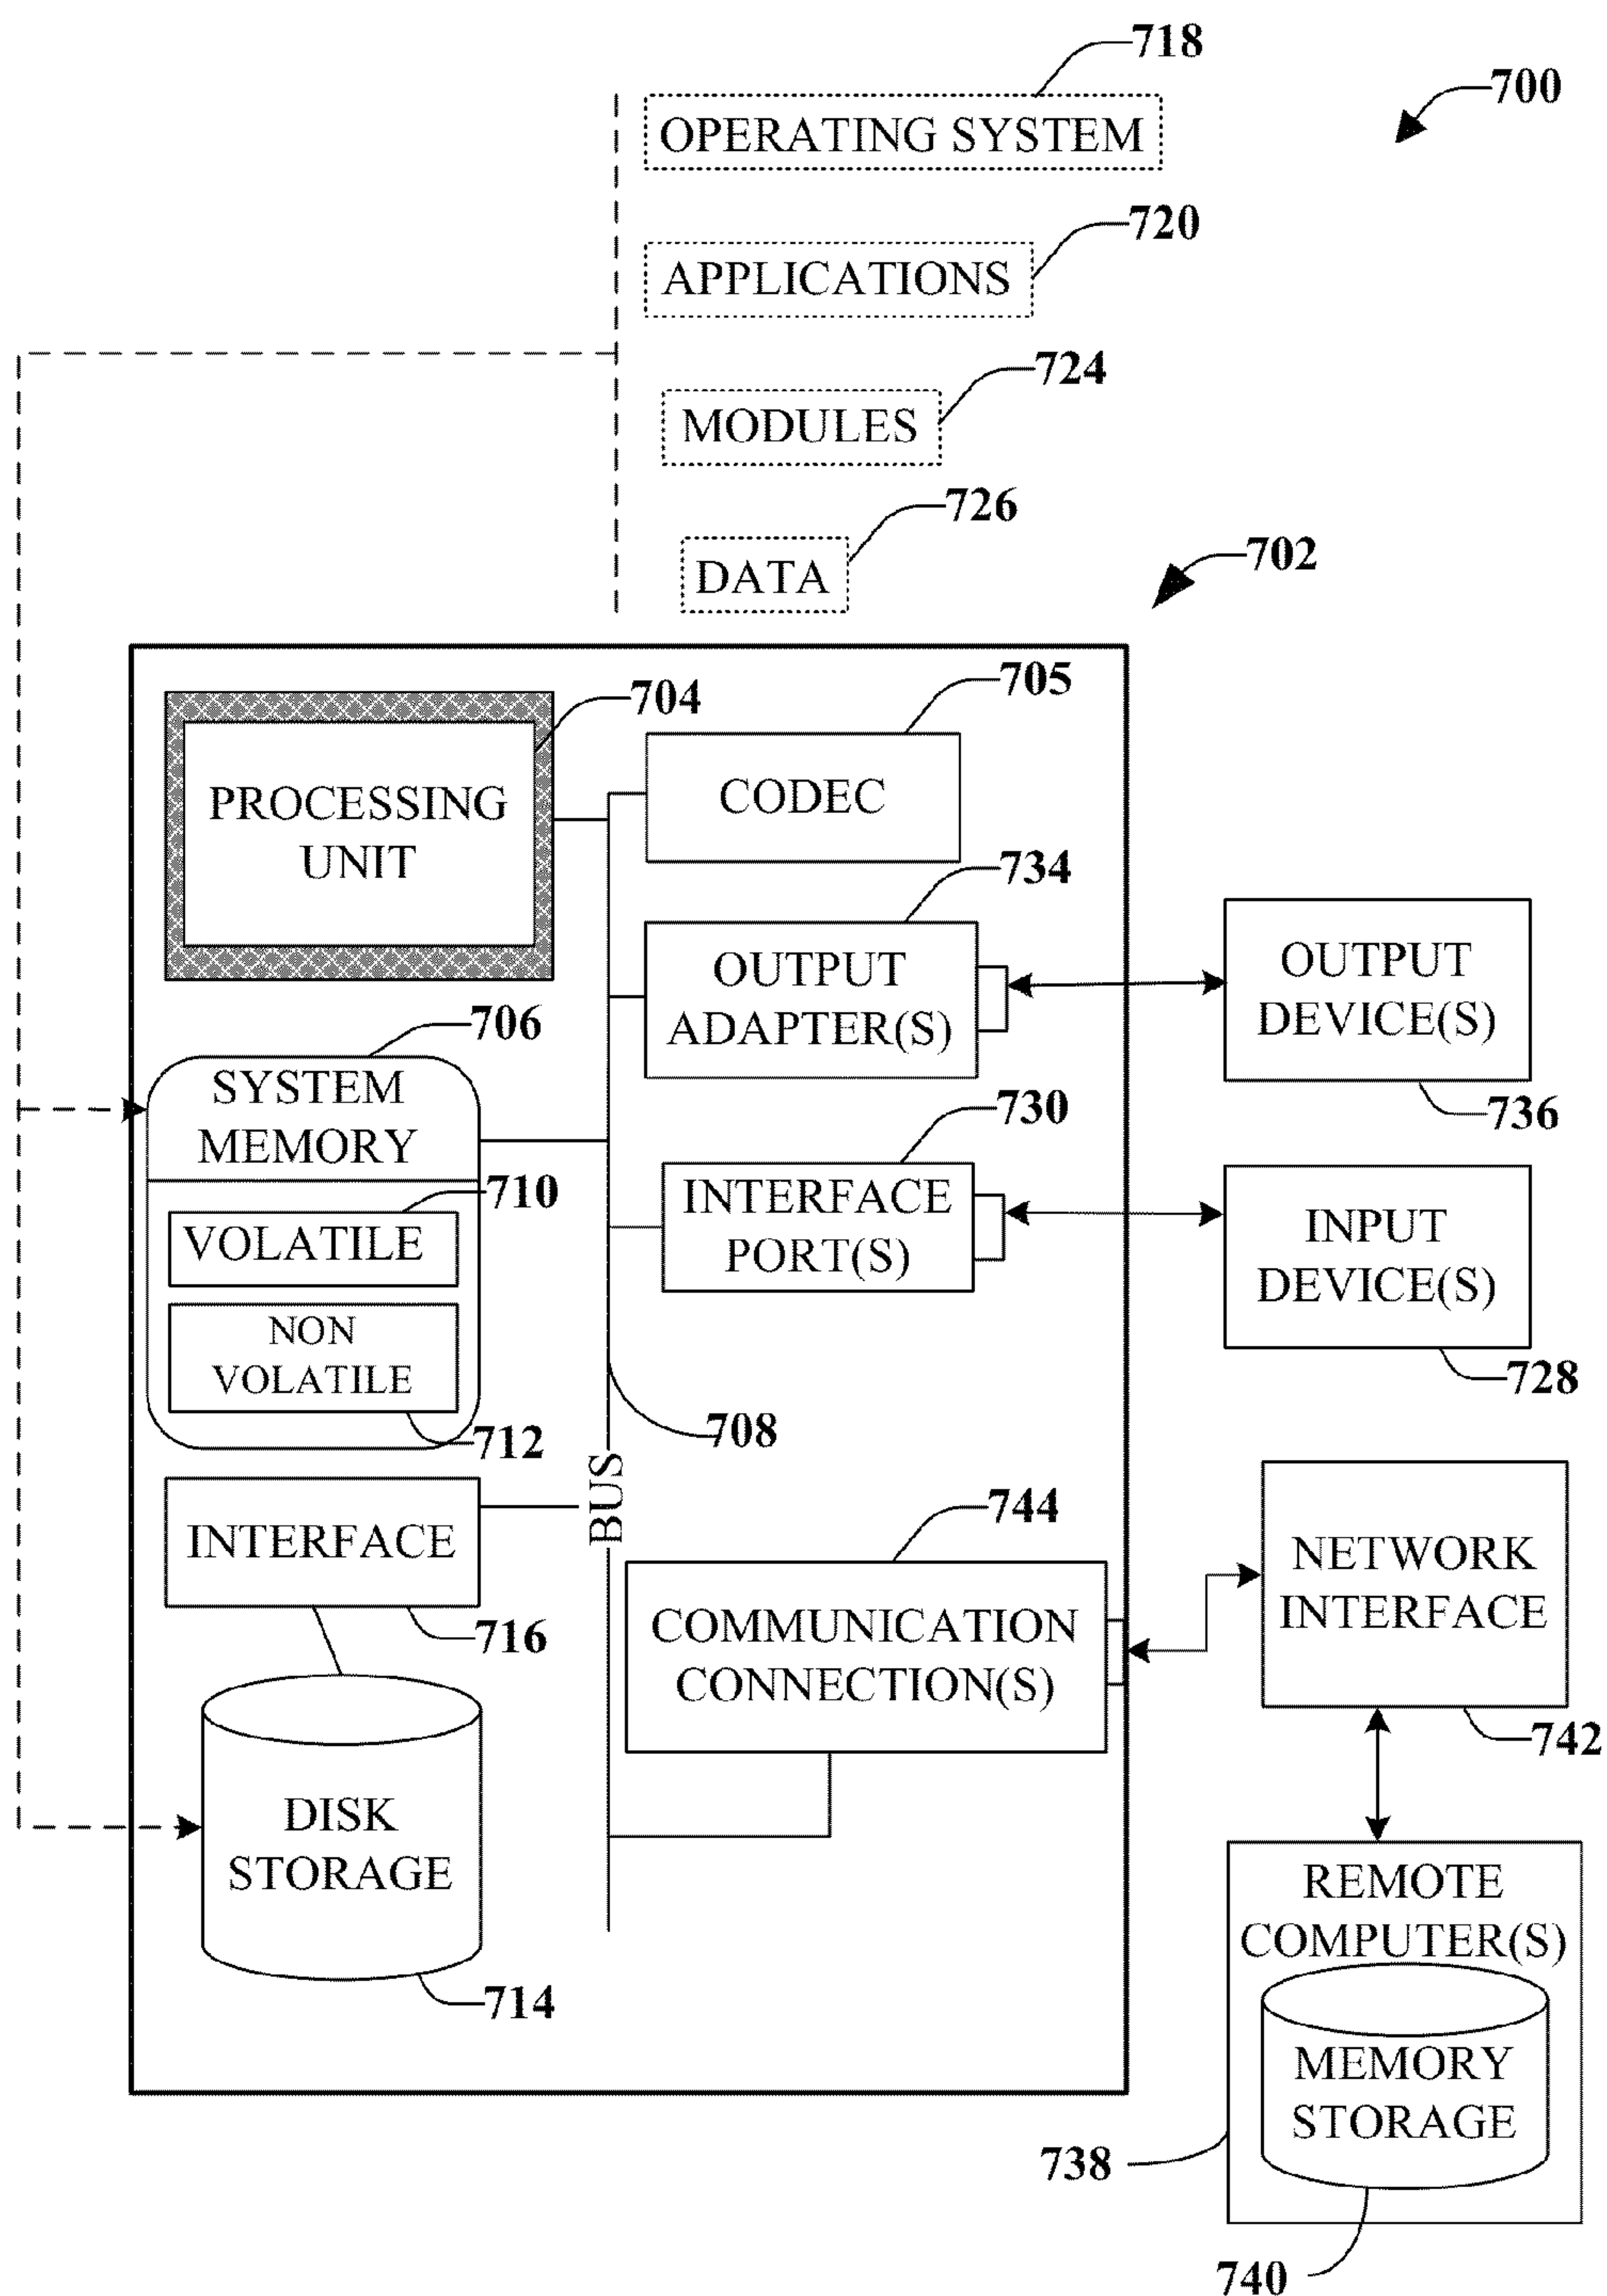 718
700
OPERATING SYSTEM
720
APPLICATIONS
724
MODULES
726
DATA
702
704
PROCESSING
UNIT
705
CODEC
734
OUTPUT
ADAPTER(S)
OUTPUT
DEVICE(S)
736
706
SYSTEM
MEMORY
710
VOLATILE
NON
VOLATILE
712
730
INTERFACE
PORT(S)
INPUT
DEVICE(S)
728
708
BUS
INTERFACE
716
744
COMMUNICATION
CONNECTION(S)
NETWORK
INTERFACE
742
DISK
STORAGE
714
REMOTE
COMPUTER(S)
MEMORY
STORAGE
738
740